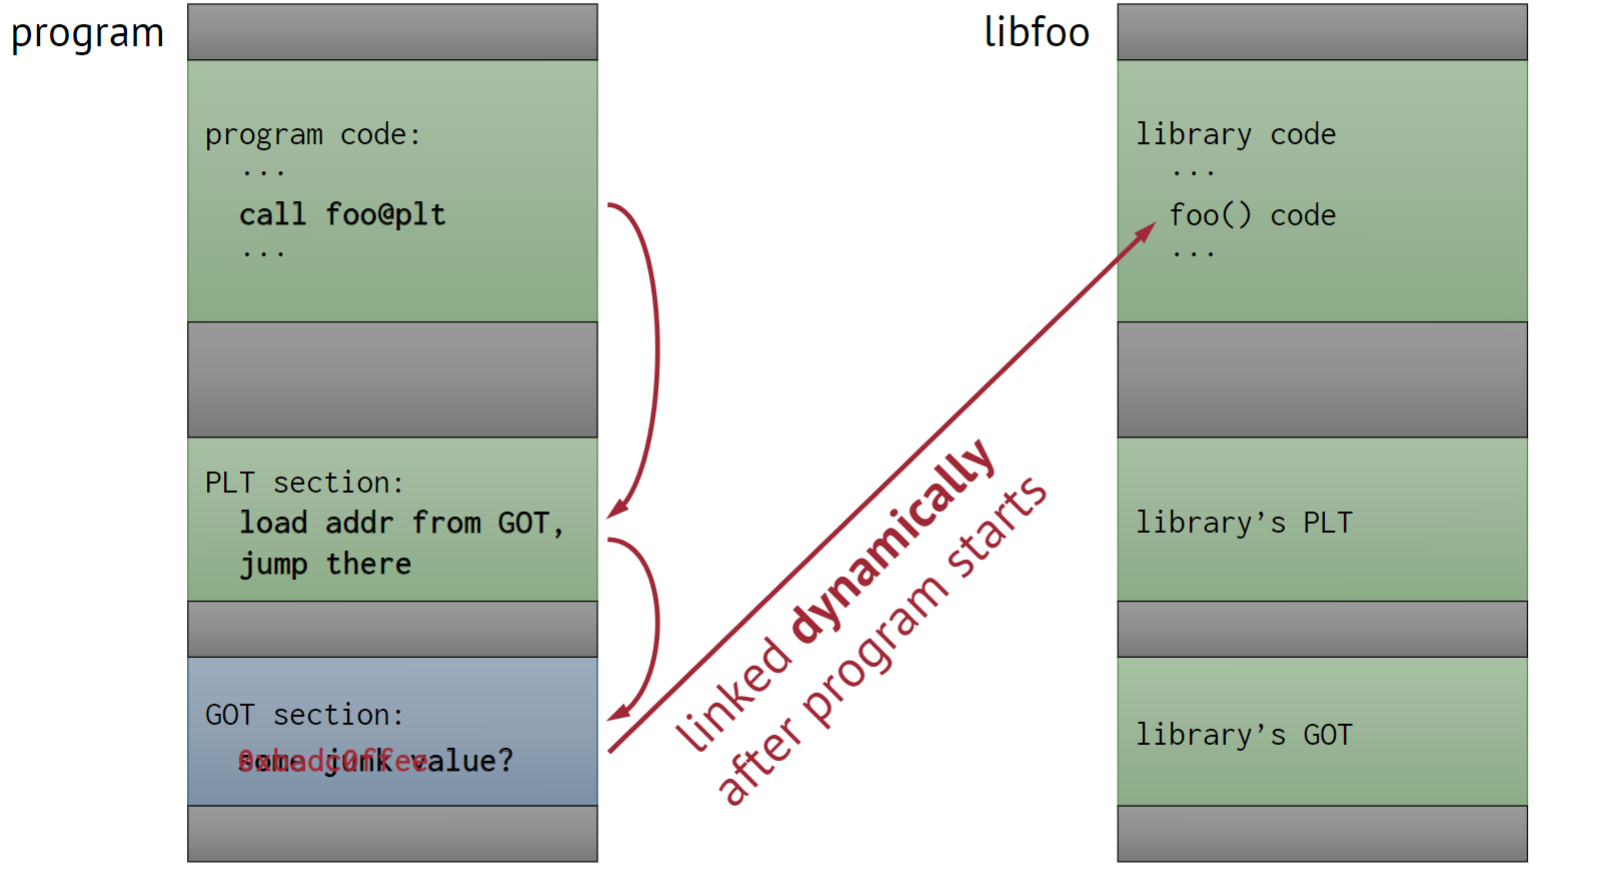 program
program code:
...
call foo@plt
...
PLT section:
load addr from GOT,
jump there
GOT section:
some junk value?
0xbadc0ffee
linked dynamically
after program starts
libfoo
library code
...
foo() code
...
library’s PLT
library’s GOT